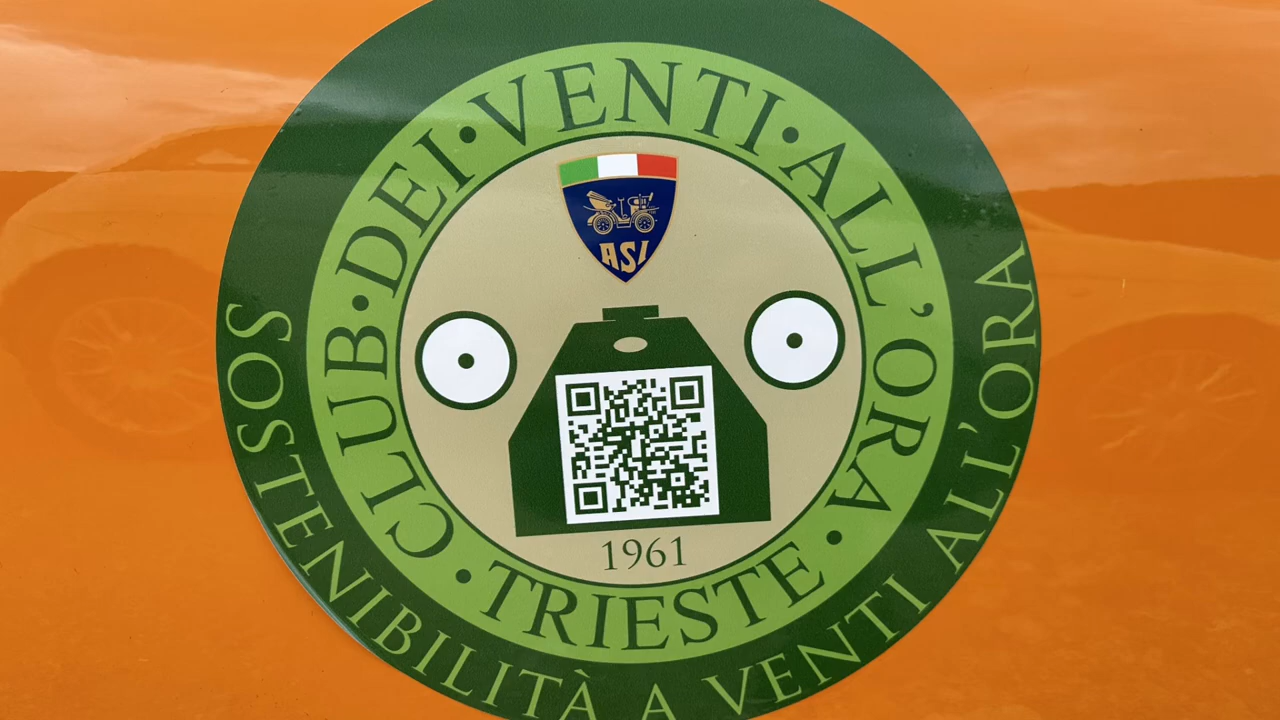 CLUB·DEI·VENTI·ALL'ORA·TRIESTE·
ASI
1961
SOSTENIBILITÀ A VENTI ALL'ORA